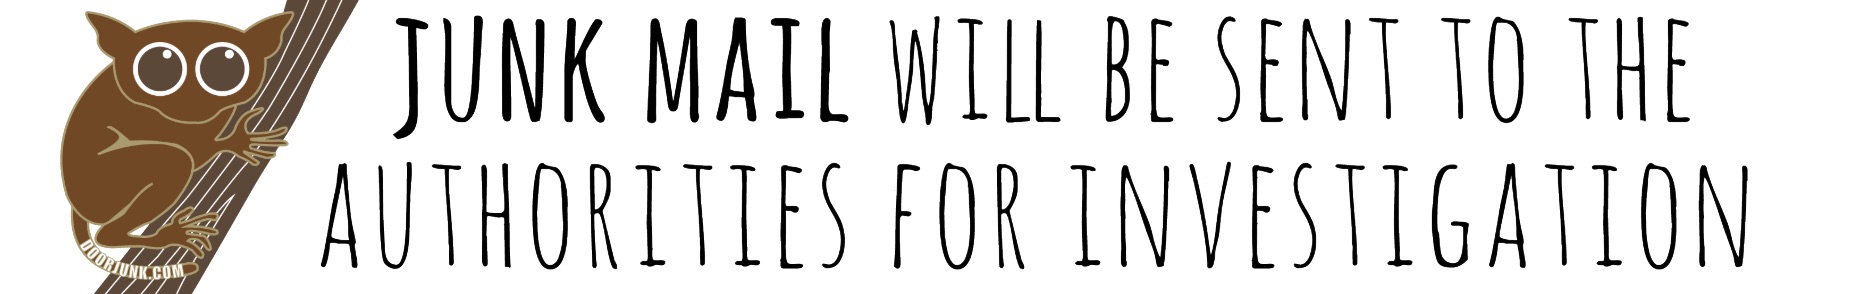 JUNK MAIL WILL BE SENT TO THE
AUTHORITIES FOR INVESTIGATION
DOORJUNK.COM